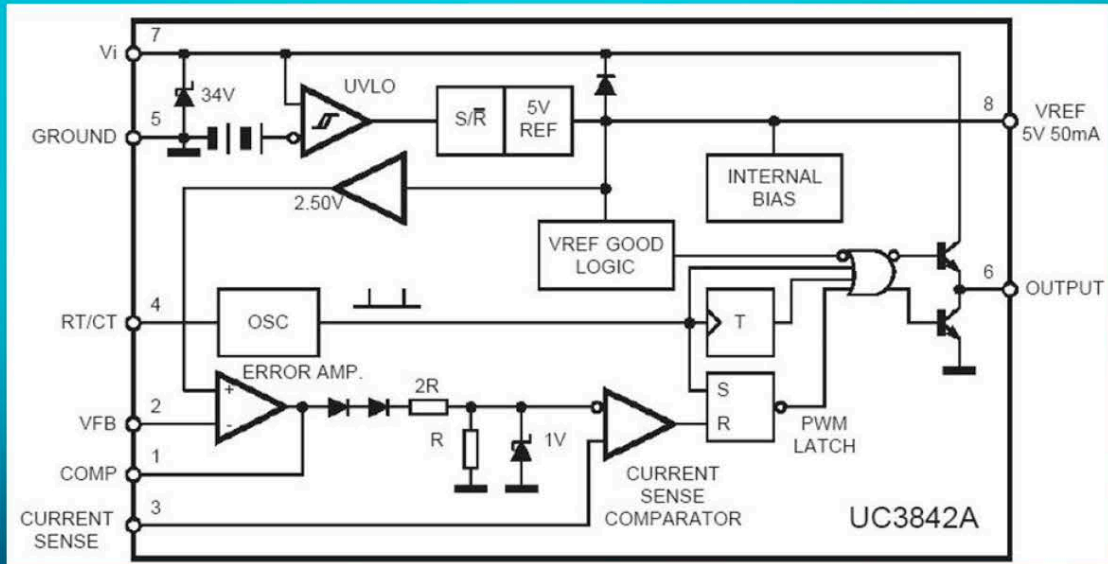 7
Vi
34V
UVLO
5
GROUND
S/R̅
5V
REF
8
VREF
5V 50mA
INTERNAL
BIAS
2.50V
VREF GOOD
LOGIC
6
OUTPUT
4
RT/CT
OSC
T
ERROR AMP.
2R
+
-
2
VFB
R
1V
S
R
PWM
LATCH
1
COMP
CURRENT
SENSE
COMPARATOR
3
CURRENT
SENSE
UC3842A